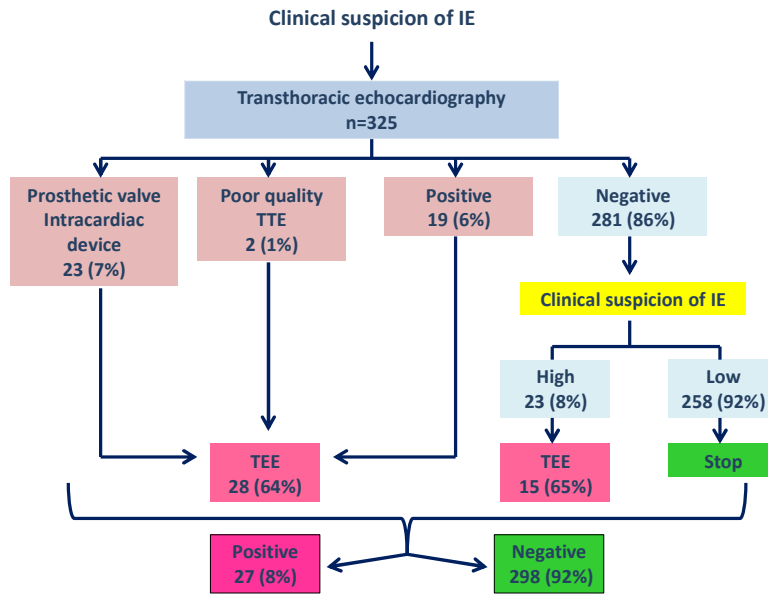 Clinical suspicion of IE
Transthoracic echocardiography
n=325
Prosthetic valve
Intracardiac
device
23 (7%)
Poor quality
TTE
2 (1%)
Positive
19 (6%)
Negative
281 (86%)
Clinical suspicion of IE
High
23 (8%)
Low
258 (92%)
TEE
28 (64%)
TEE
15 (65%)
Stop
Positive
27 (8%)
Negative
298 (92%)